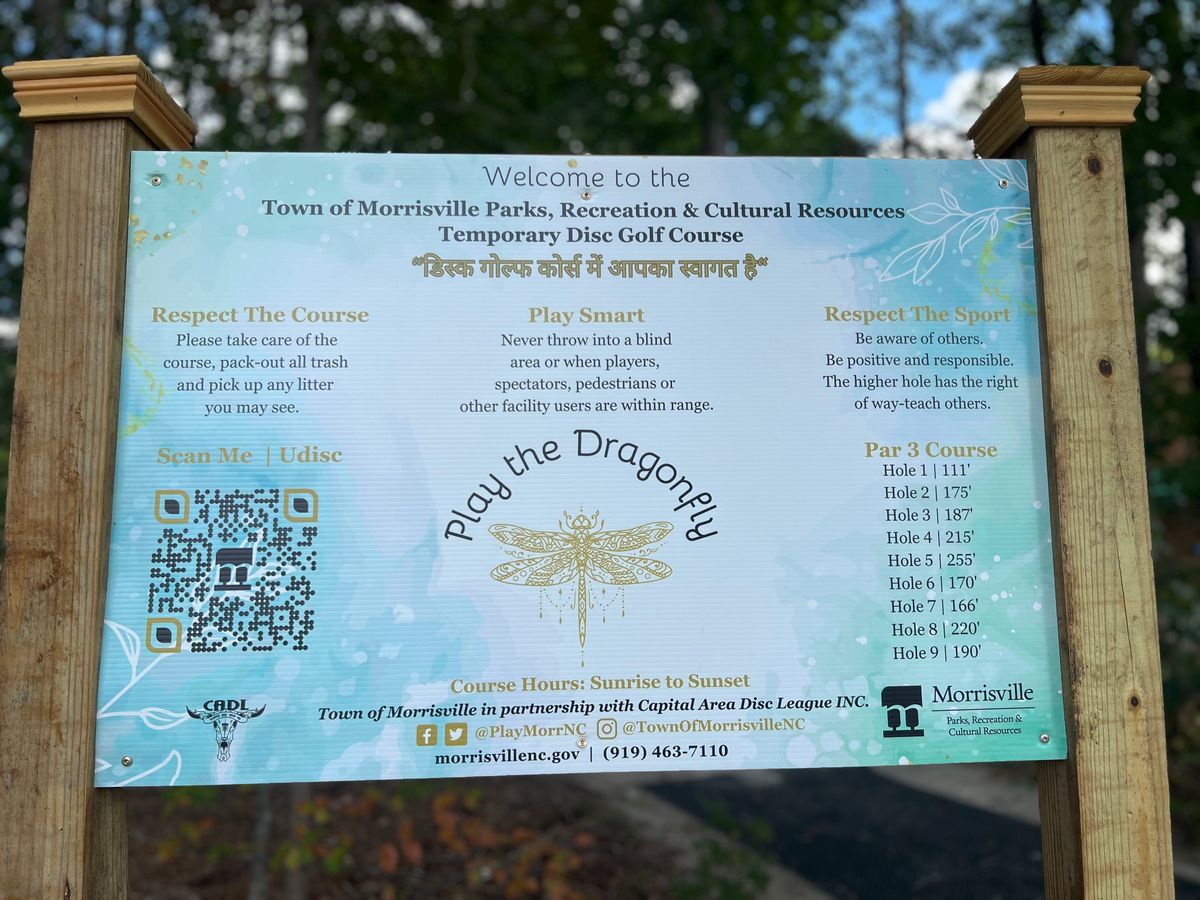 Welcome to the
Town of Morrisville Parks, Recreation & Cultural Resources
Temporary Disc Golf Course
“डिस्क गोल्फ कोर्स में आपका स्वागत है“
Respect The Course
Please take care of the
course, pack-out all trash
and pick up any litter
you may see.
Play Smart
Never throw into a blind
area or when players,
spectators, pedestrians or
other facility users are within range.
Respect The Sport
Be aware of others.
Be positive and responsible.
The higher hole has the right
of way-teach others.
Scan Me | Udisc
Play the Dragonfly
Par 3 Course
Hole 1 | 111'
Hole 2 | 175'
Hole 3 | 187'
Hole 4 | 215'
Hole 5 | 255'
Hole 6 | 170'
Hole 7 | 166'
Hole 8 | 220'
Hole 9 | 190'
Course Hours: Sunrise to Sunset
Town of Morrisville in partnership with Capital Area Disc League INC.
@PlayMorrNC @TownOfMorrisvilleNC
morrisvillenc.gov | (919) 463-7110
CADL
Morrisville
Parks, Recreation &
Cultural Resources